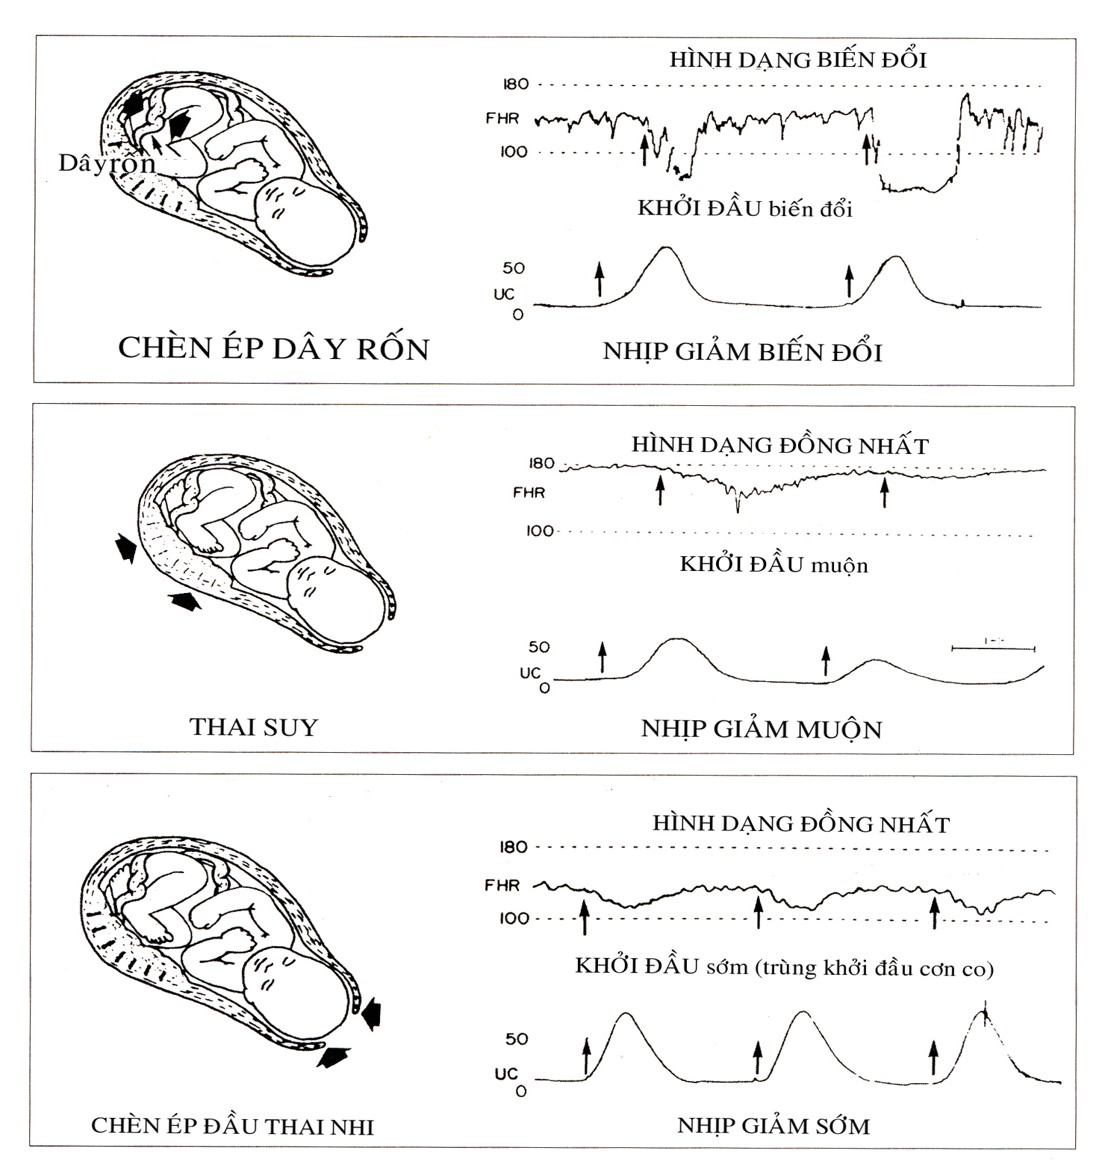 HÌNH DẠNG BIẾN ĐỔI
180
FHR
100
Dây rốn
KHỞI ĐẦU biến đổi
50
UC
0
CHÈN ÉP DÂY RỐN
NHỊP GIẢM BIẾN ĐỔI
HÌNH DẠNG ĐỒNG NHẤT
180
FHR
100
KHỞI ĐẦU muộn
50
UC
0
THAI SUY
NHỊP GIẢM MUỘN
HÌNH DẠNG ĐỒNG NHẤT
180
FHR
100
KHỞI ĐẦU sớm (trùng khởi đầu cơn co)
50
UC
0
CHÈN ÉP ĐẦU THAI NHI
NHỊP GIẢM SỚM